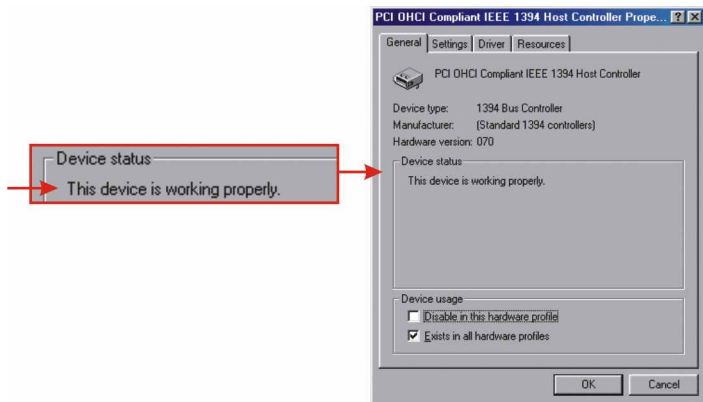 Device status
This device is working properly.
PCI OHCI Compliant IEEE 1394 Host Controller Prope...
General Settings Driver Resources
PCI OHCI Compliant IEEE 1394 Host Controller
Device type: 1394 Bus Controller
Manufacturer: (Standard 1394 controllers)
Hardware version: 070
Device status
This device is working properly.
Device usage
Disable in this hardware profile
Exists in all hardware profiles
OK Cancel